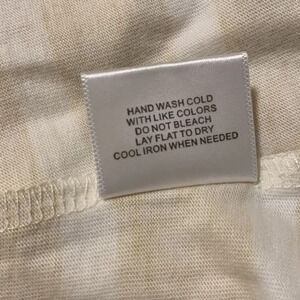 HAND WASH COLD
WITH LIKE COLORS
DO NOT BLEACH
LAY FLAT TO DRY
COOL IRON WHEN NEEDED